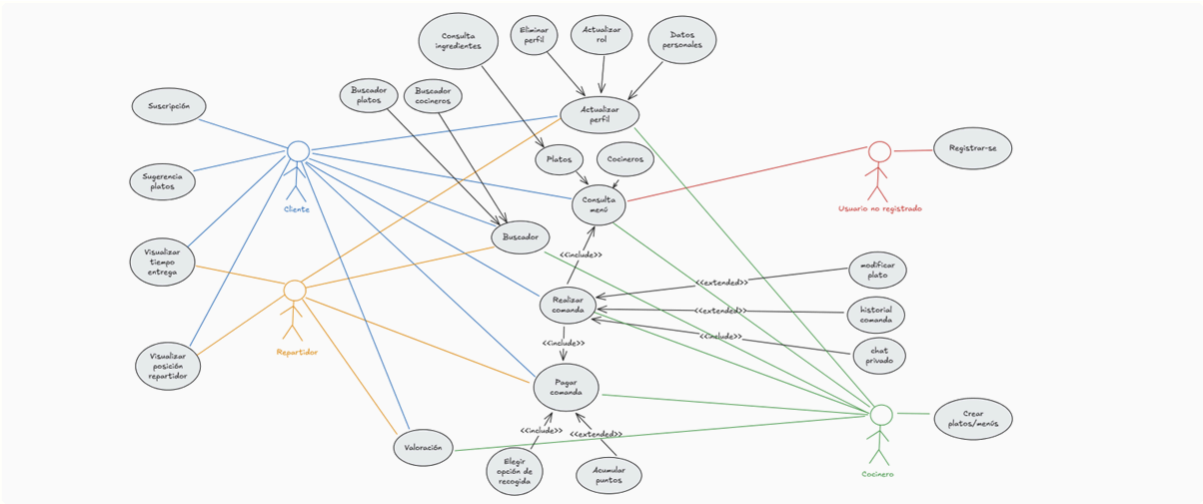 Consulta
ingredientes
Eliminar
perfil
Actualizar
rol
Datos
personales
Buscador
platos
Buscador
cocineros
Suscripción
Actualizar
perfil
Registrar-se
Platos
Cocineros
Sugerencia
platos
Cliente
Consulta
menú
Usuario no registrado
Buscador
Visualizar
tiempo
entrega
<<include>>
modificar
plato
<<extended>>
Realizar
comanda
<<extended>>
historial
comanda
Repartidor
<<include>>
<<include>>
chat
privado
Visualizar
posición
repartidor
Pagar
comanda
Crear
platos/menús
<<include>>
<<extended>>
Valoración
Elegir
opción de
recogida
Acumular
puntos
Cocinero